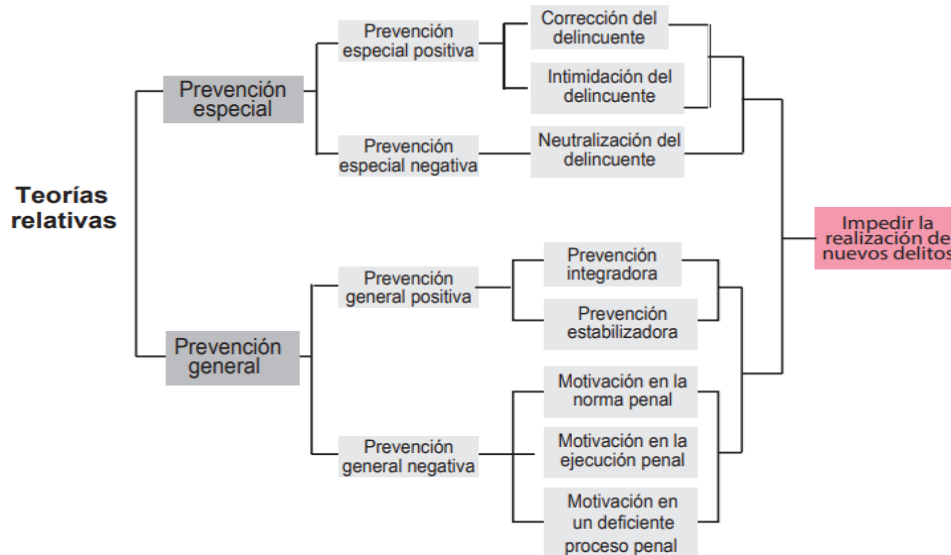 Teorías
relativas
Prevención
especial
Prevención
especial positiva
Corrección del
delincuente
Intimidación del
delincuente
Prevención
especial negativa
Neutralización del
delincuente
Prevención
general
Prevención
general positiva
Prevención
integradora
Prevención
estabilizadora
Prevención
general negativa
Motivación en la
norma penal
Motivación en la
ejecución penal
Motivación en
un deficiente
proceso penal
Impedir la
realización de
nuevos delitos